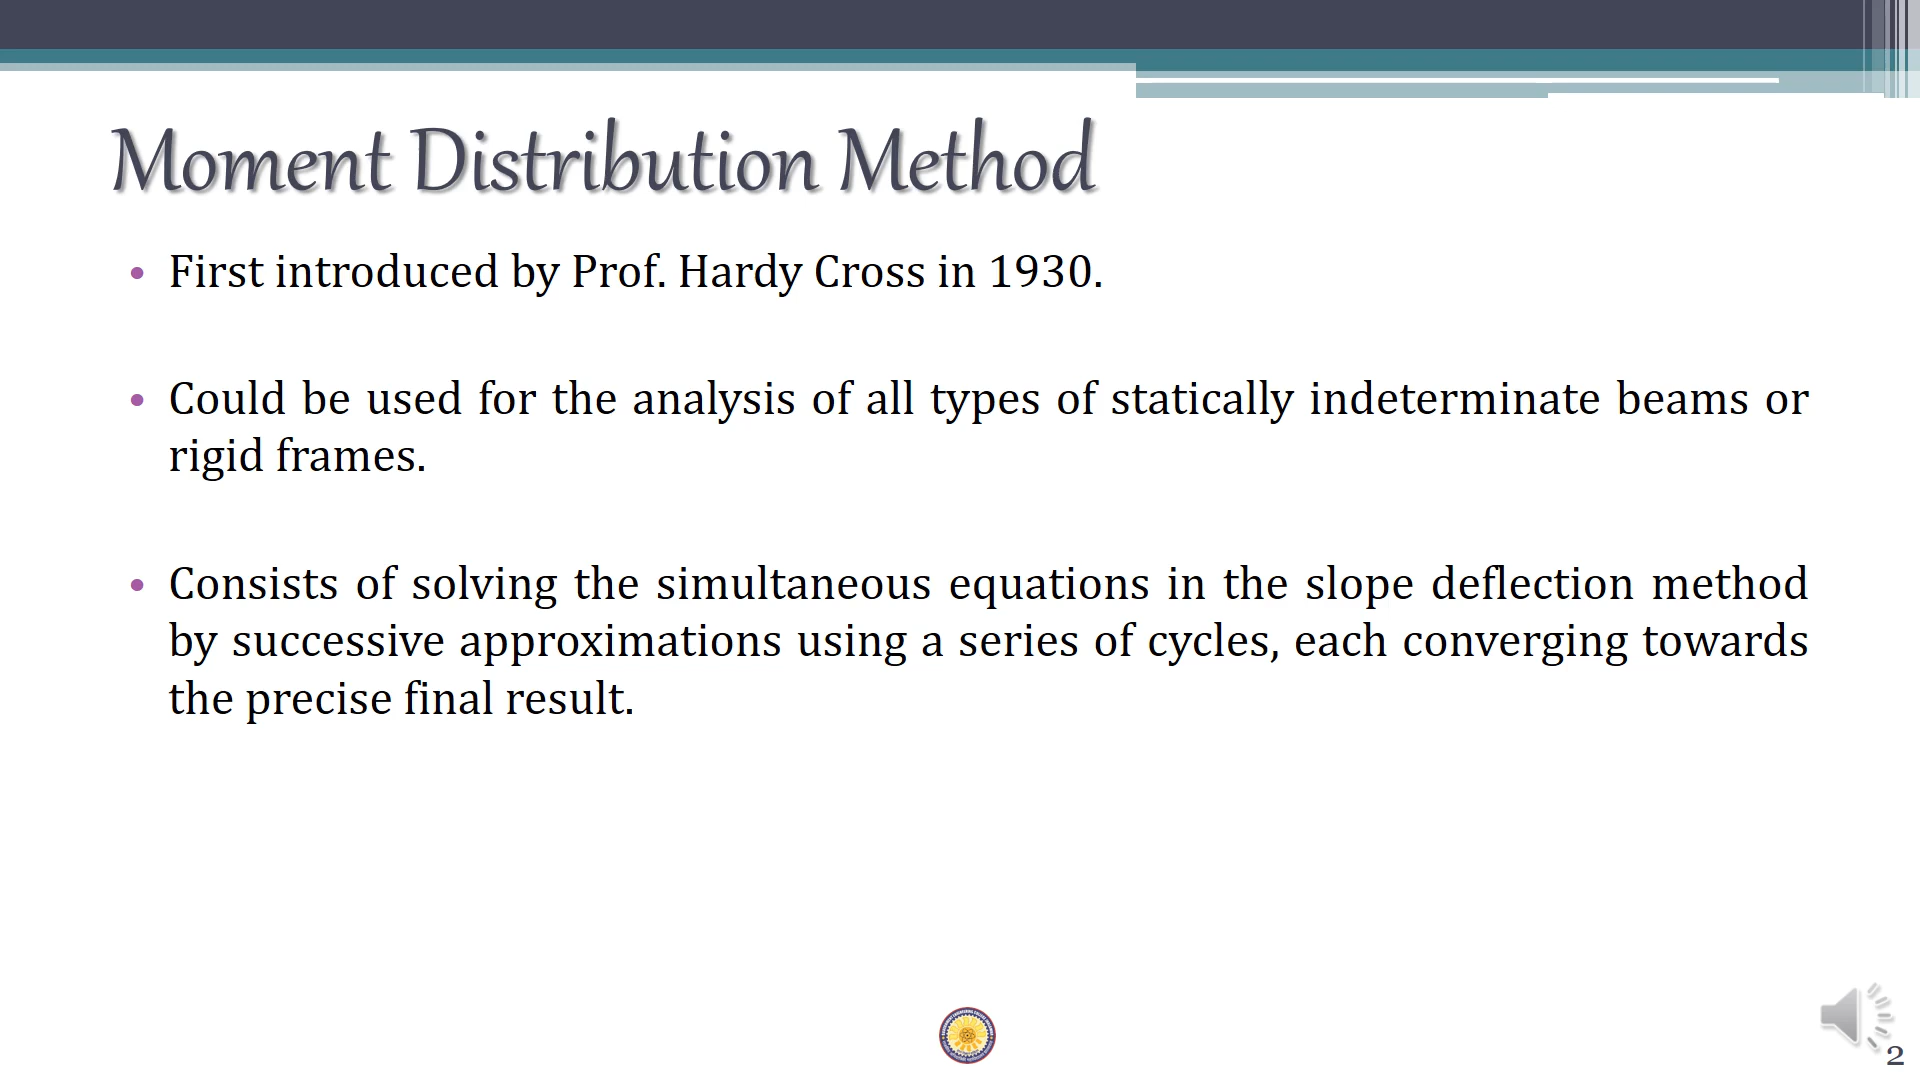 Moment Distribution Method
• First introduced by Prof. Hardy Cross in 1930.
• Could be used for the analysis of all types of statically indeterminate beams or
rigid frames.
• Consists of solving the simultaneous equations in the slope deflection method
by successive approximations using a series of cycles, each converging towards
the precise final result.
2